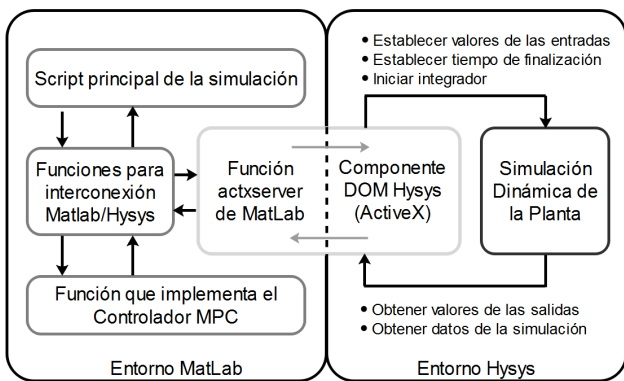 Script principal de la simulación
Funciones para
interconexión
Matlab/Hysys
Función que implementa el
Controlador MPC
Función
actxserver
de MatLab
Entorno MatLab
• Establecer valores de las entradas
• Establecer tiempo de finalización
• Iniciar integrador
Componente
DOM Hysys
(ActiveX)
Simulación
Dinámica de
la Planta
• Obtener valores de las salidas
• Obtener datos de la simulación
Entorno Hysys